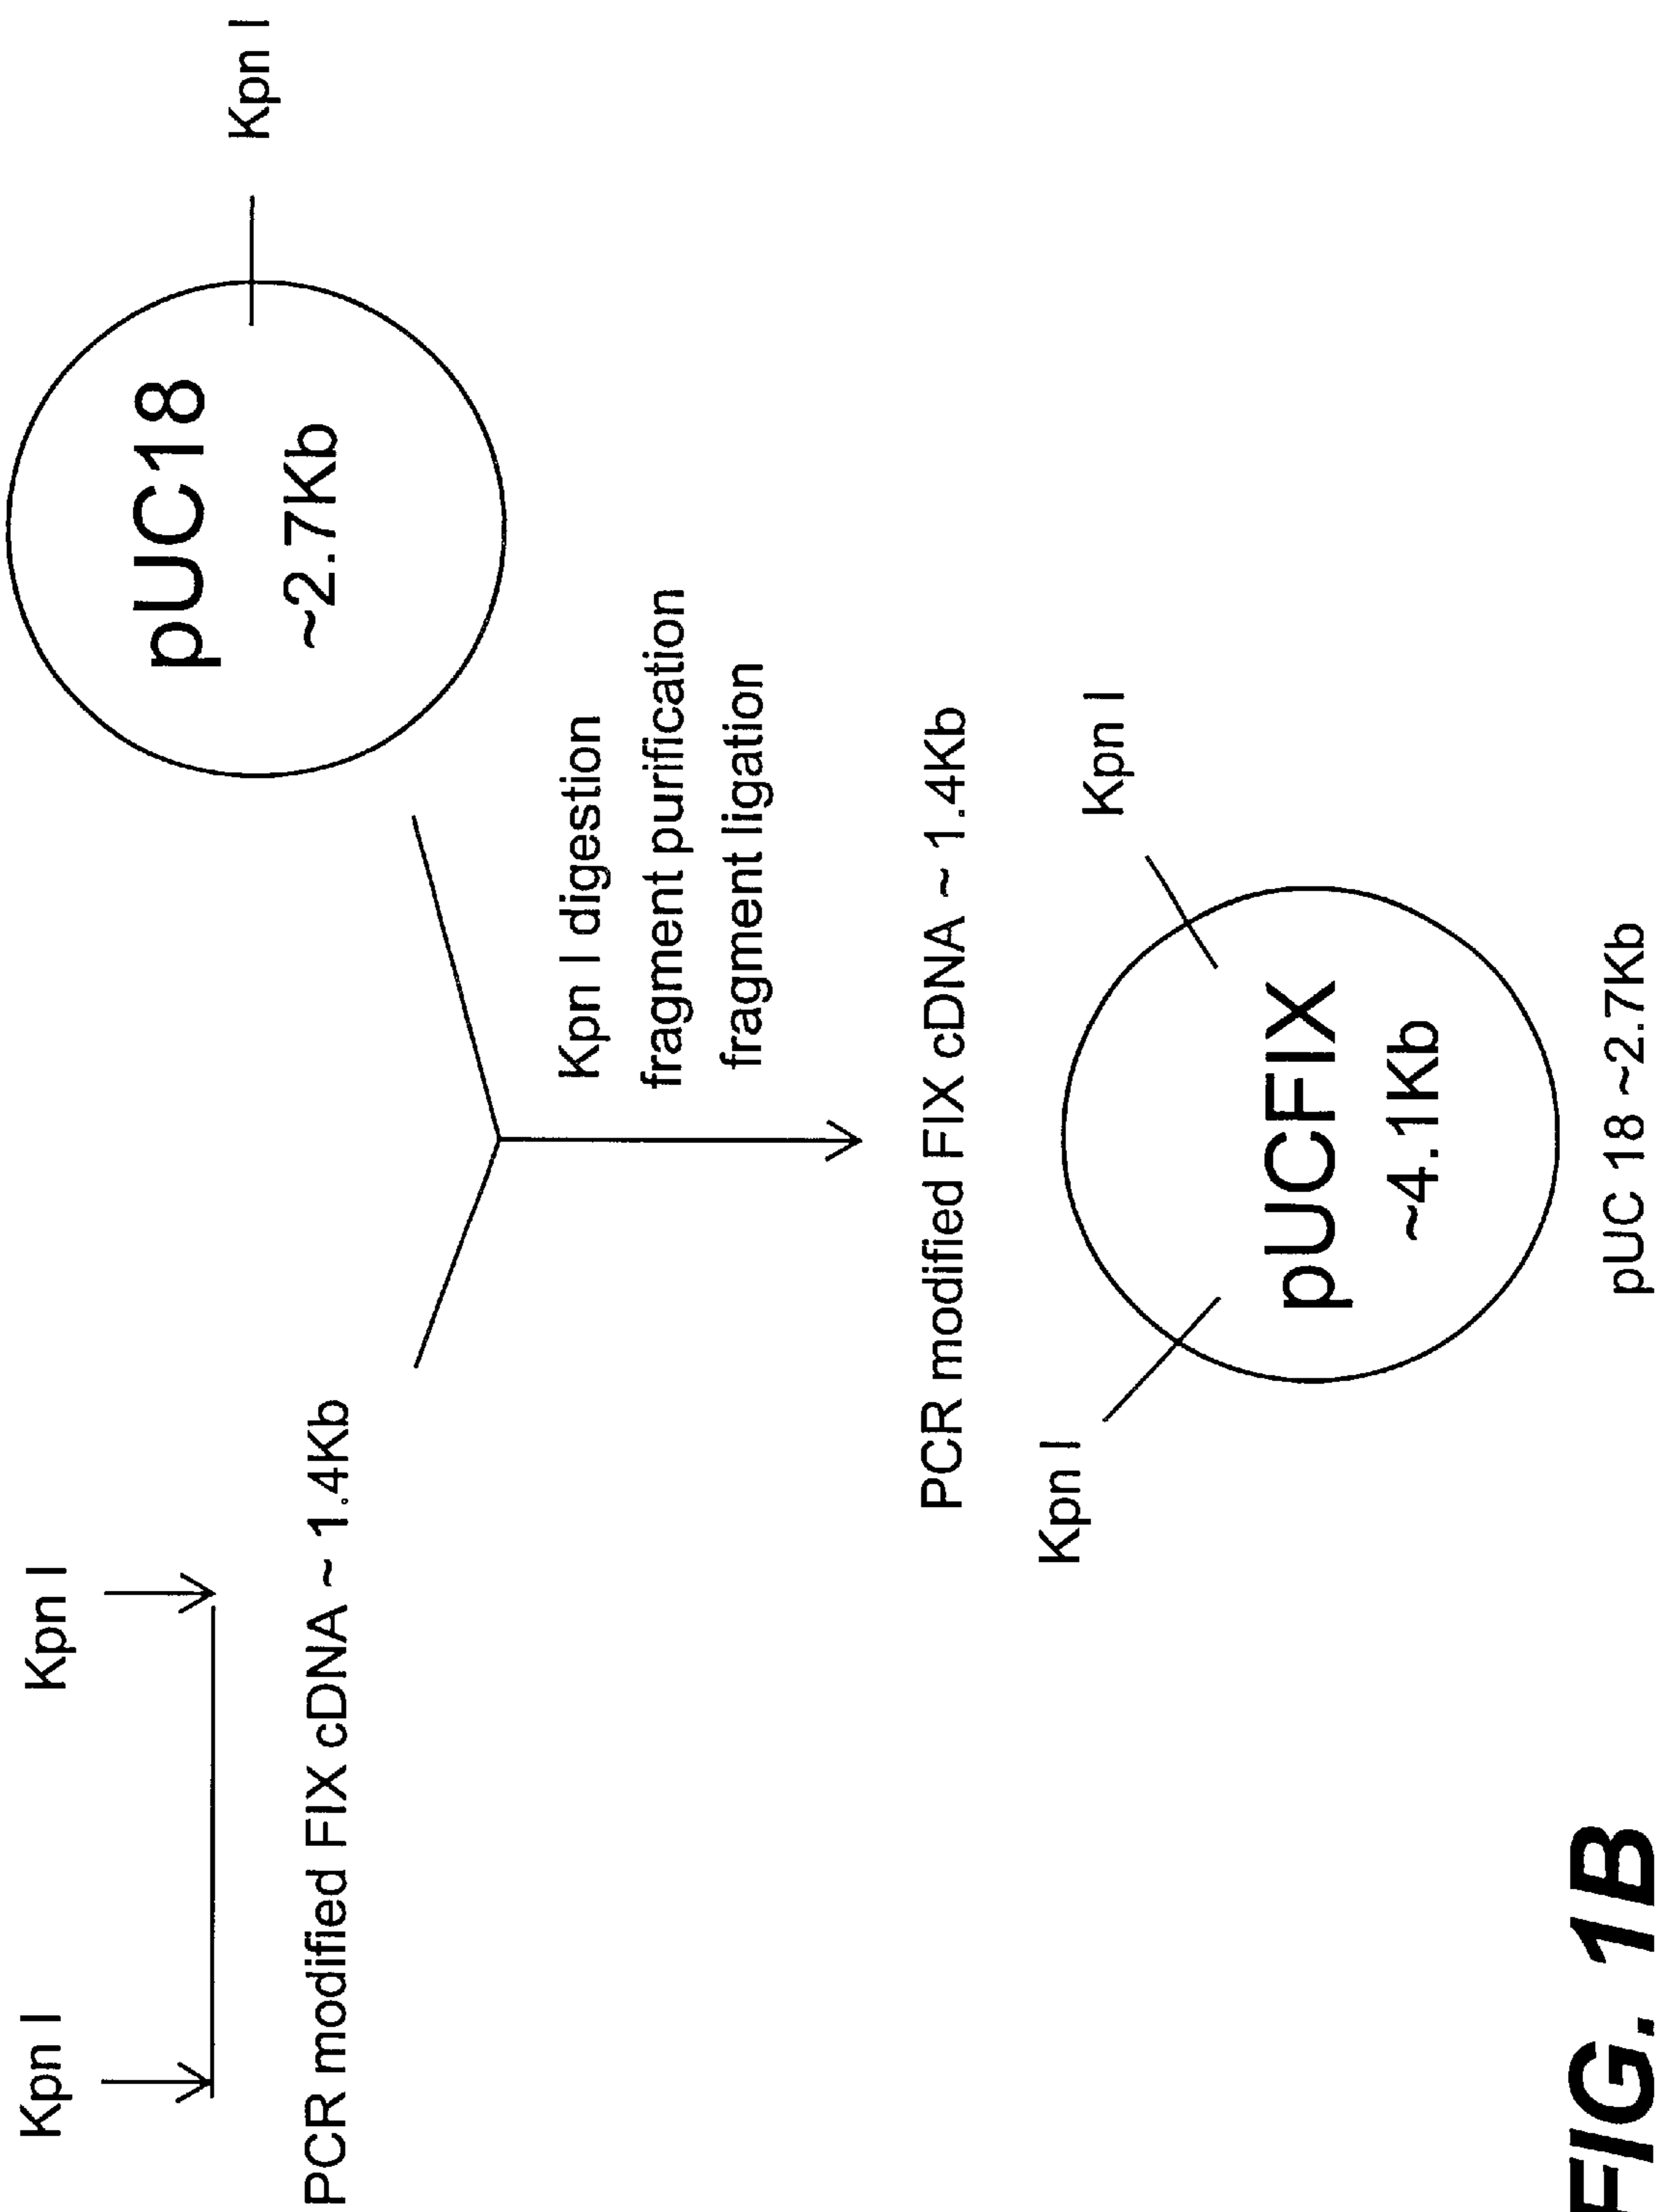 Kpn I
Kpn I
PCR modified FIX cDNA ~ 1.4Kb
pUC18
~2.7Kb
Kpn I
Kpn I digestion
fragment purification
fragment ligation
PCR modified FIX cDNA ~ 1.4Kb
Kpn I
Kpn I
pUCFIX
~4.1Kb
pUC 18 ~2.7Kb
FIG. 1B